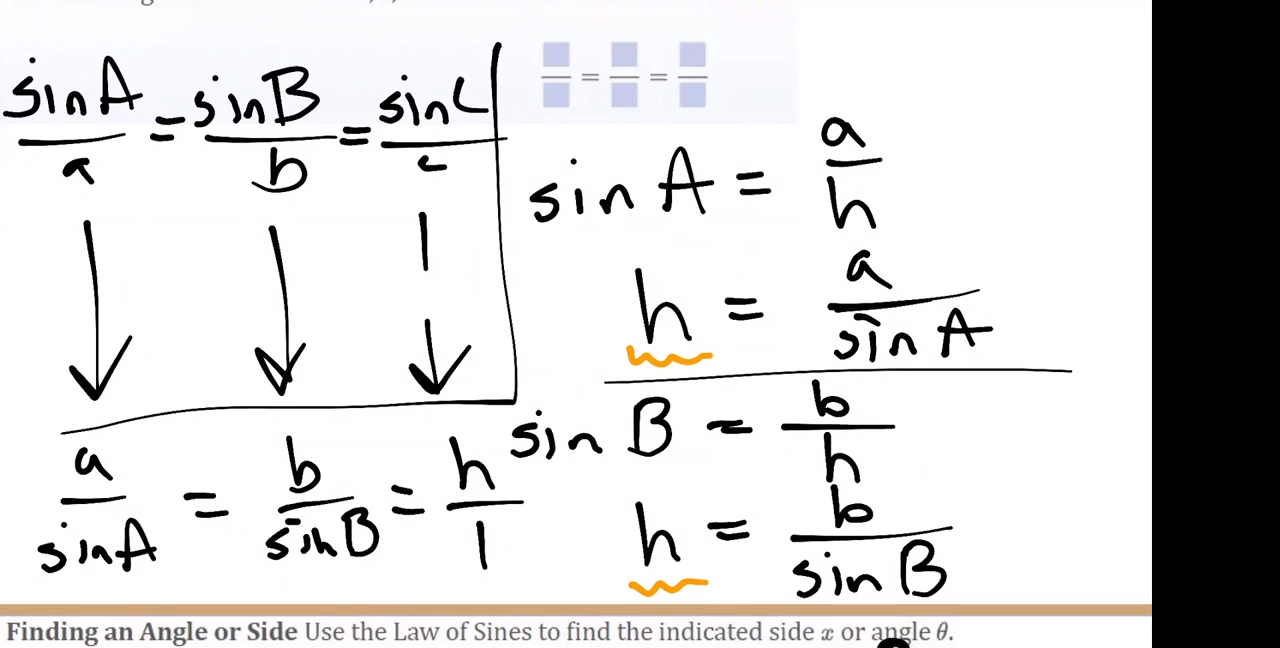 sin A / a = sin B / b = sin C / c
sin A = a / h
h = a / sin A
sin B = b / h
h = b / sin B
a / sin A = b / sin B = h / 1
Finding an Angle or Side Use the Law of Sines to find the indicated side x or angle θ.